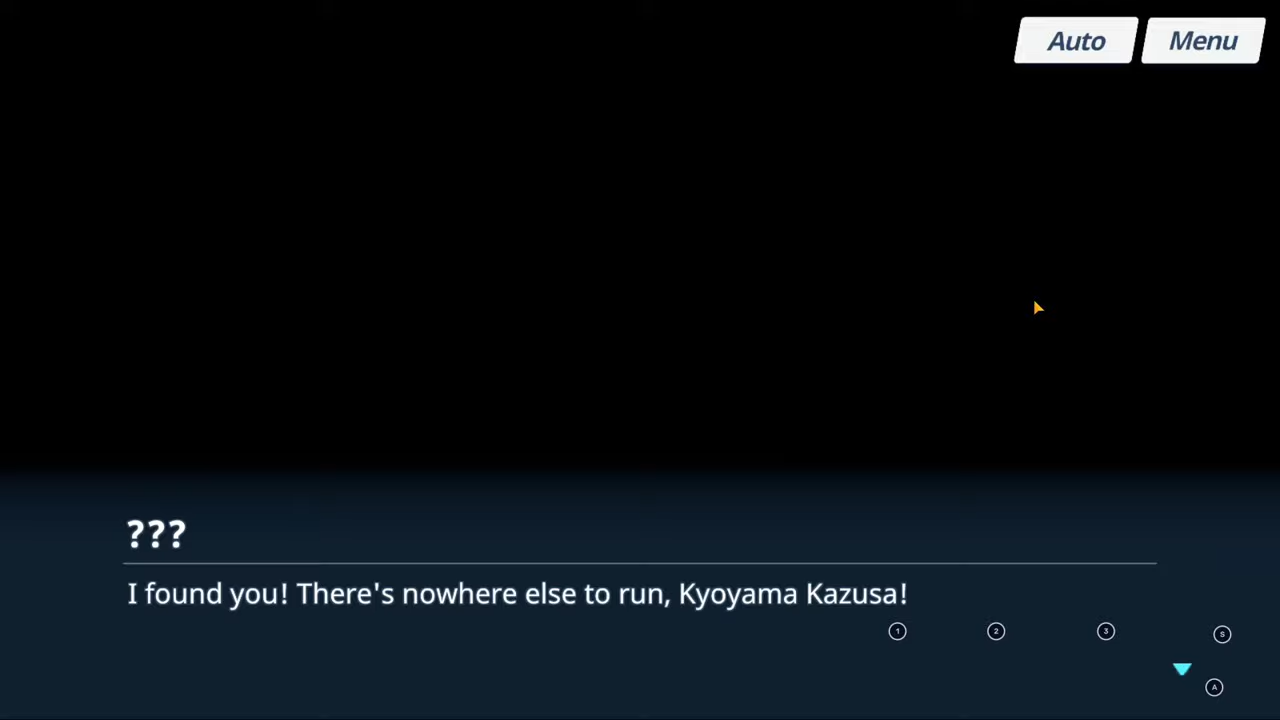 Auto Menu
???
I found you! There's nowhere else to run, Kyoyama Kazusa!
1 2 3 S
A